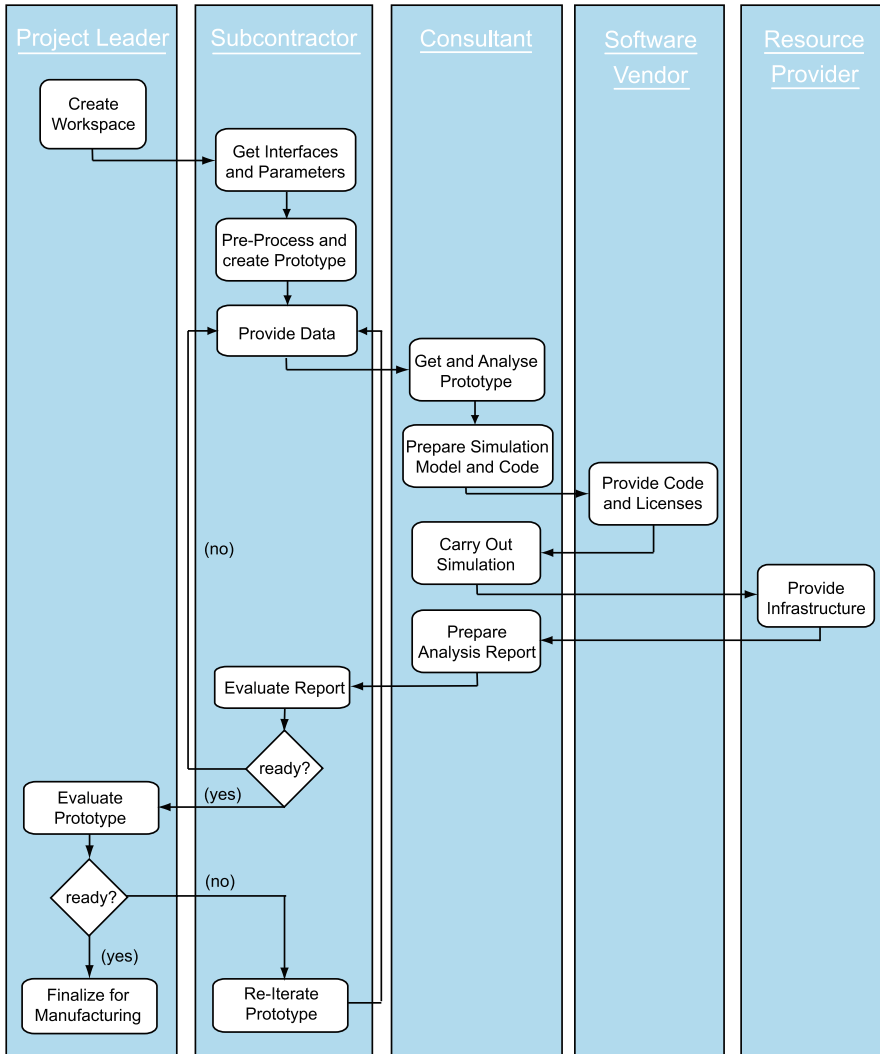 Project Leader
Subcontractor
Consultant
Software
Vendor
Resource
Provider
Create
Workspace
Get Interfaces
and Parameters
Pre-Process and
create Prototype
Provide Data
Get and Analyse
Prototype
Prepare Simulation
Model and Code
Provide Code
and Licenses
(no)
Carry Out
Simulation
Provide
Infrastructure
Prepare
Analysis Report
Evaluate Report
ready?
(yes)
Evaluate
Prototype
ready?
(no)
(yes)
Finalize for
Manufacturing
Re-Iterate
Prototype